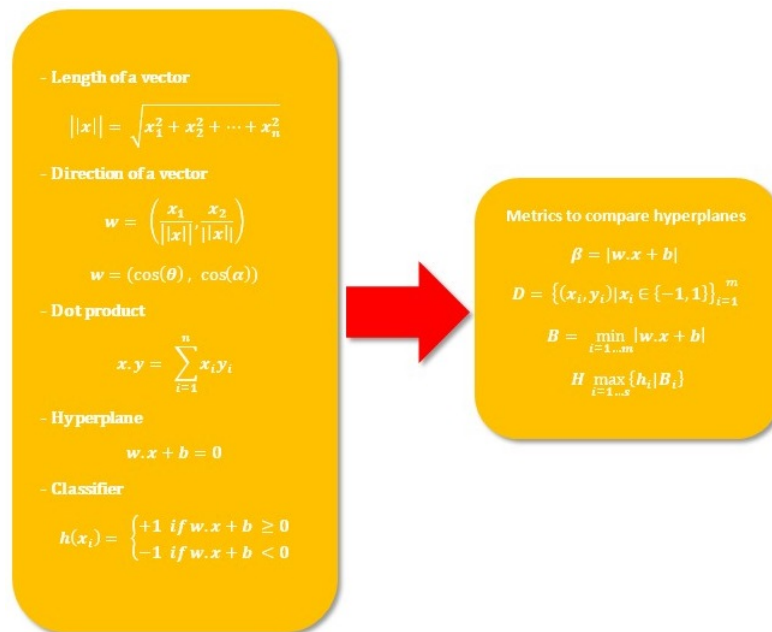 - Length of a vector
||x|| = √(x₁² + x₂² + ⋯ + xₙ²)
- Direction of a vector
w = (x₁/||x||, x₂/||x||)
w = (cos(θ) , cos(α))
- Dot product
x. y = ∑ᵢ₌₁ⁿ xᵢyᵢ
- Hyperplane
w. x + b = 0
- Classifier
h(xᵢ) = {+1 if w. x + b ≥ 0
−1 if w. x + b < 0
Metrics to compare hyperplanes
β = |w. x + b|
D = {(xᵢ, yᵢ)|xᵢ ∈ {−1, 1}}ᵢ₌₁ᵐ
B = min i=1…m |w. x + b|
H max i=1…s {hᵢ|Bᵢ}